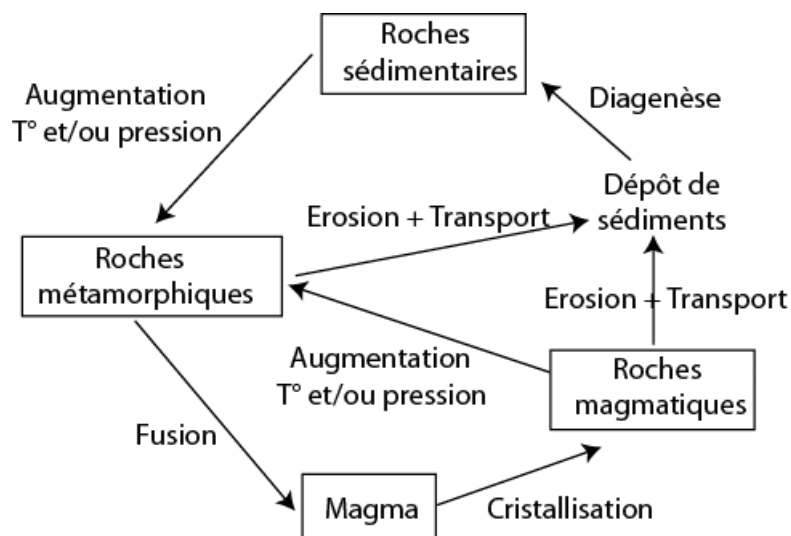 Roches
sédimentaires
Augmentation
T° et/ou pression
Diagenèse
Dépôt de
sédiments
Erosion + Transport
Roches
métamorphiques
Erosion + Transport
Augmentation
T° et/ou pression
Roches
magmatiques
Fusion
Magma
Cristallisation